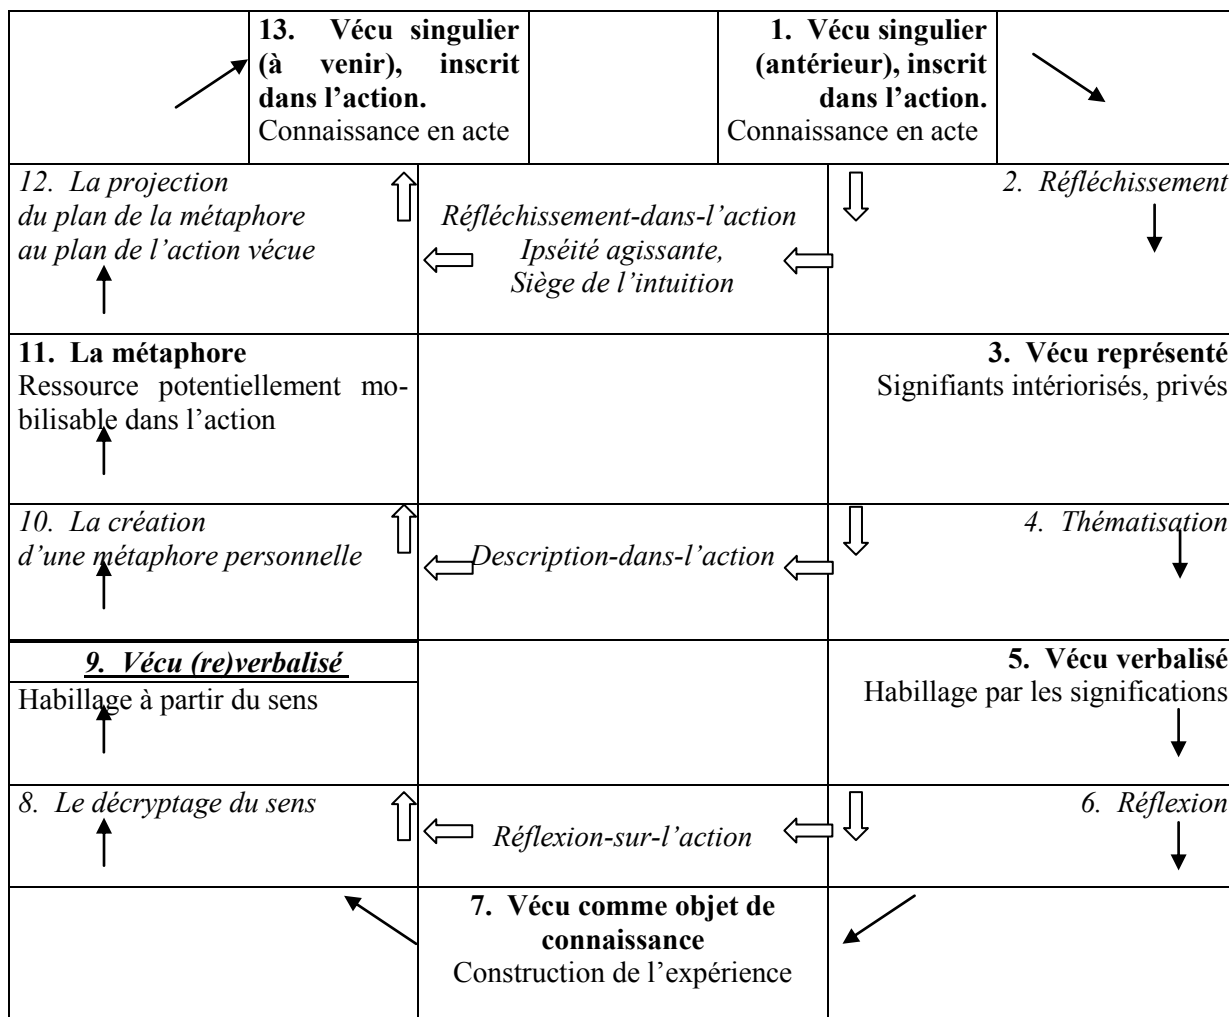 13. Vécu singulier
(à venir), inscrit
dans l’action.
Connaissance en acte
1. Vécu singulier
(antérieur), inscrit
dans l’action.
Connaissance en acte
12. La projection
du plan de la métaphore
au plan de l’action vécue
Réfléchissement-dans-l’action
Ipséité agissante,
Siège de l’intuition
2. Réfléchissement
11. La métaphore
Ressource potentiellement mo-
bilisable dans l’action
3. Vécu représenté
Signifiants intériorisés, privés
10. La création
d’une métaphore personnelle
Description-dans-l’action
4. Thématisation
9. Vécu (re)verbalisé
Habillage à partir du sens
5. Vécu verbalisé
Habillage par les significations
8. Le décryptage du sens
Réflexion-sur-l’action
6. Réflexion
7. Vécu comme objet de
connaissance
Construction de l’expérience